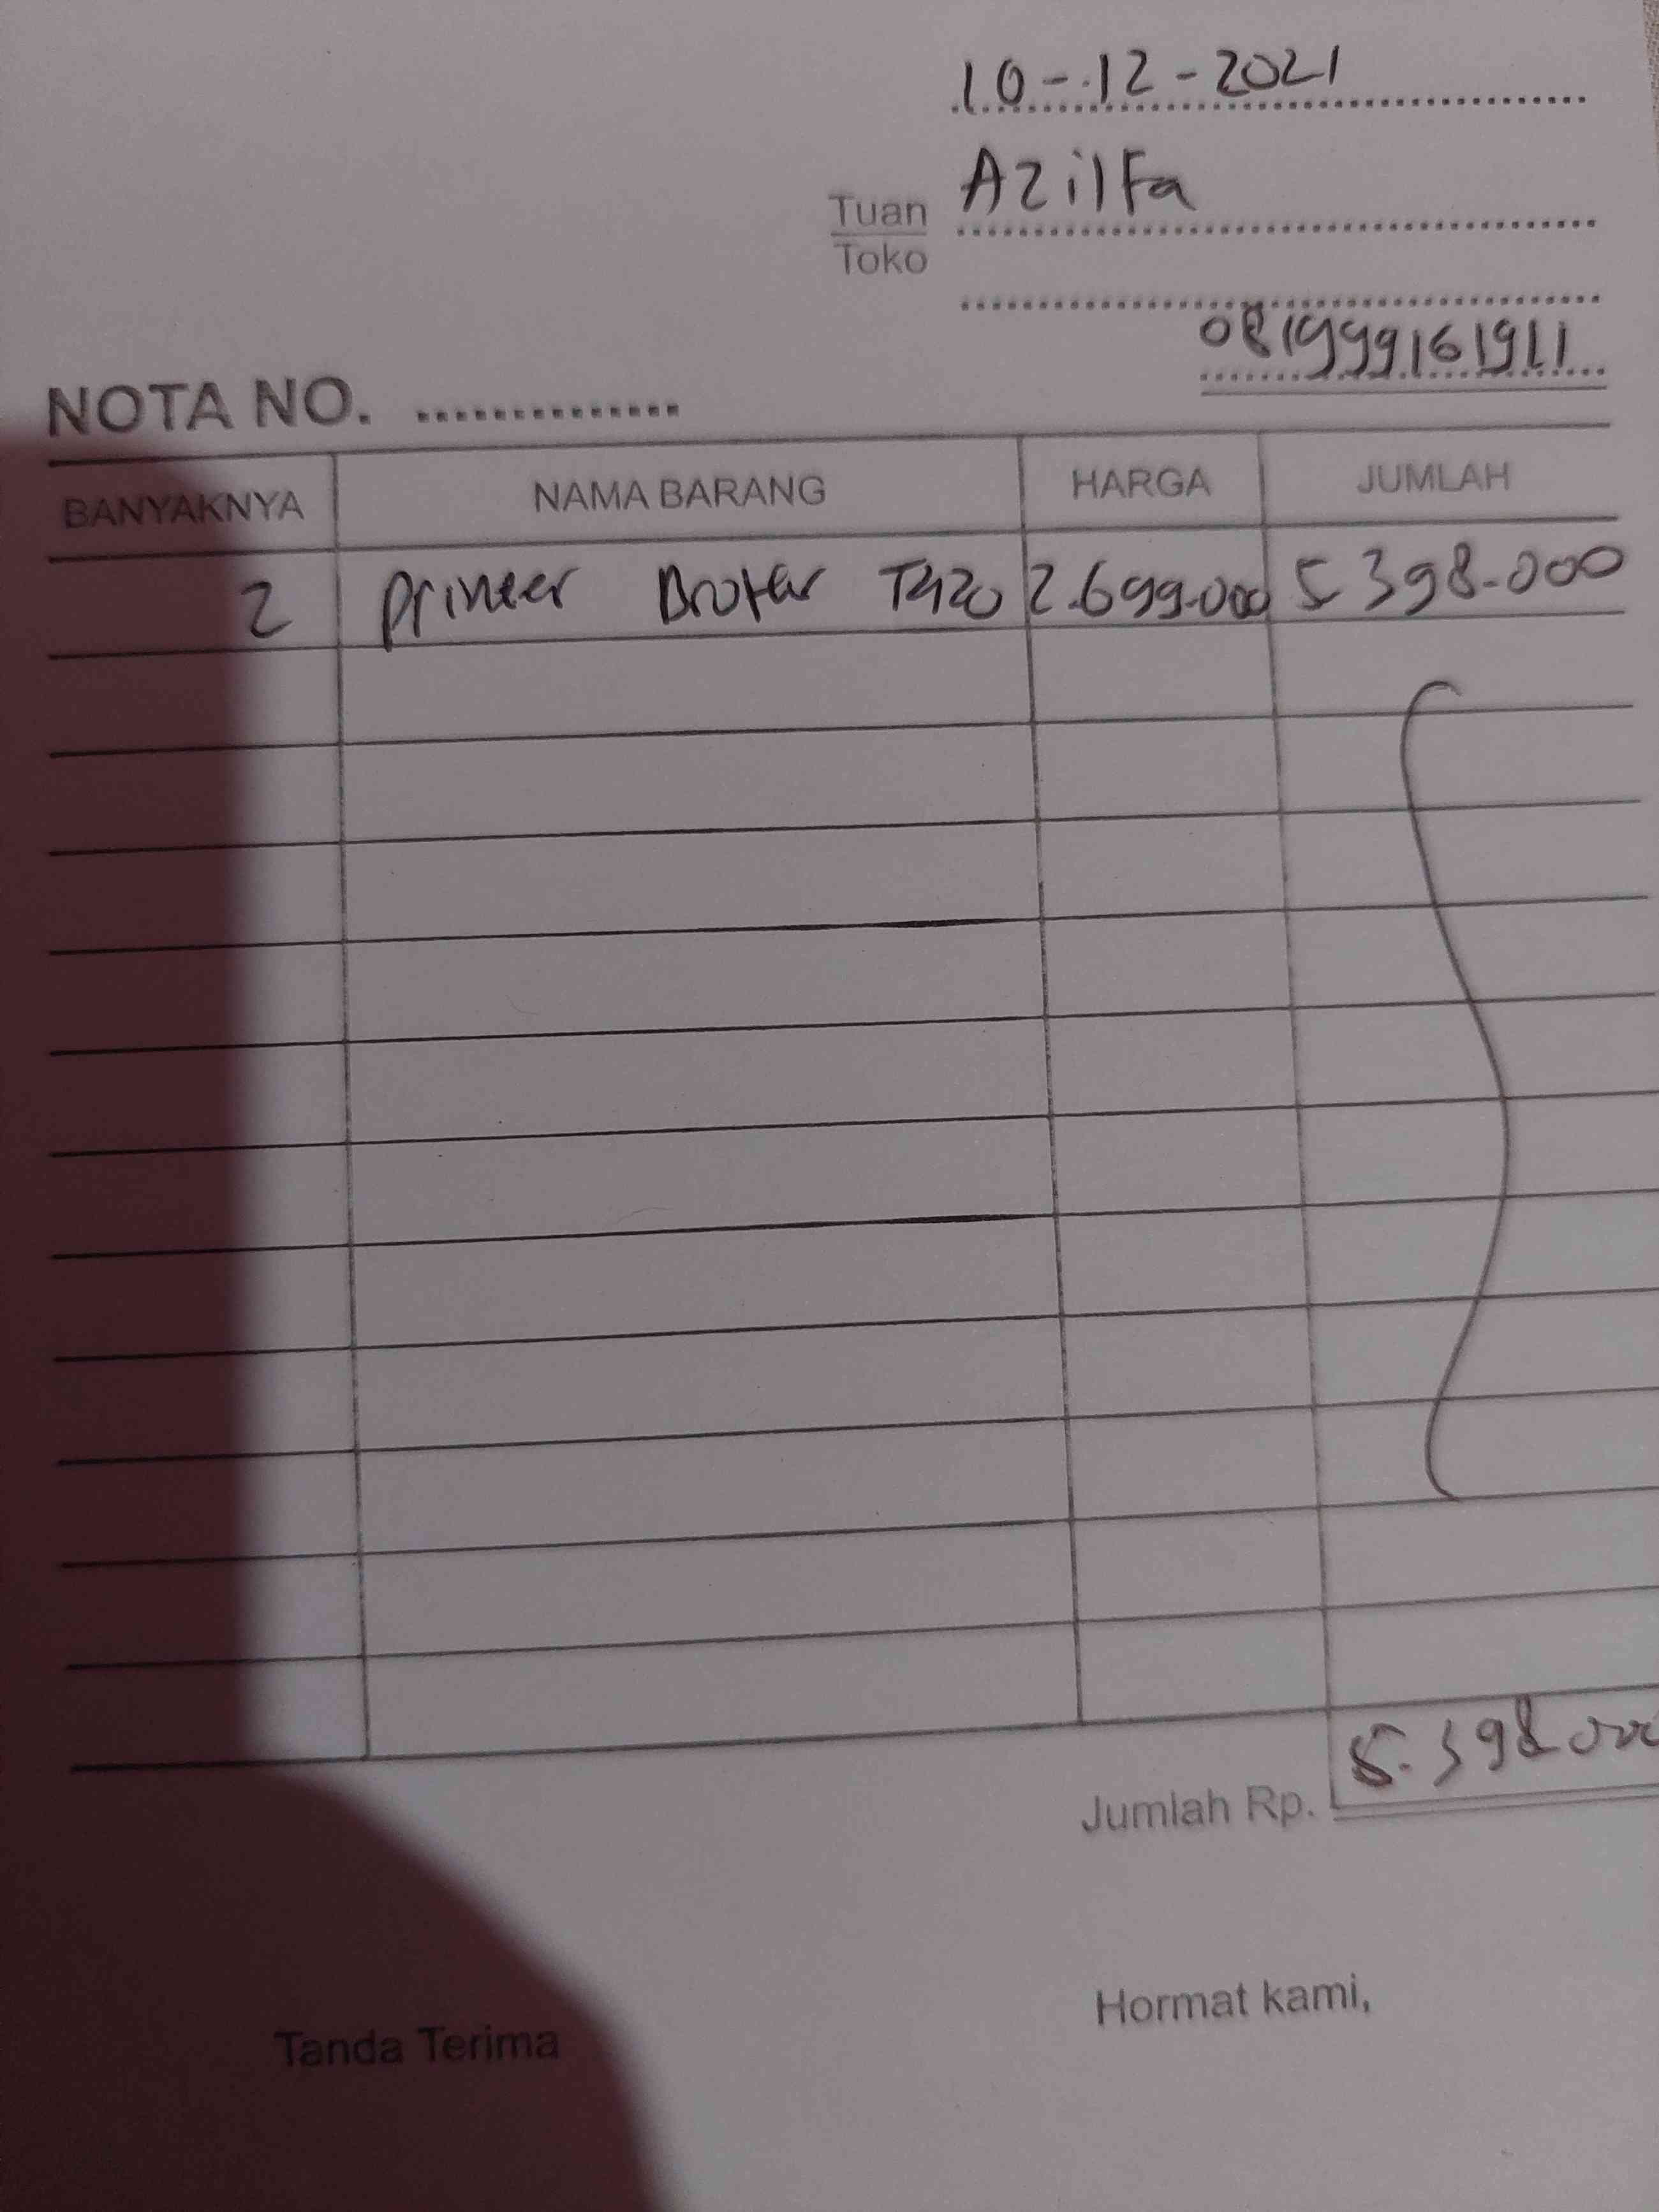 10-12-2021
Tuan Azilfa
Toko
081999161911
NOTA NO. ..............
BANYAKNYA NAMA BARANG HARGA JUMLAH
2 Printer Broter T420 2.699.000 5.398.000
Jumlah Rp. 5.398.000
Tanda Terima Hormat kami,